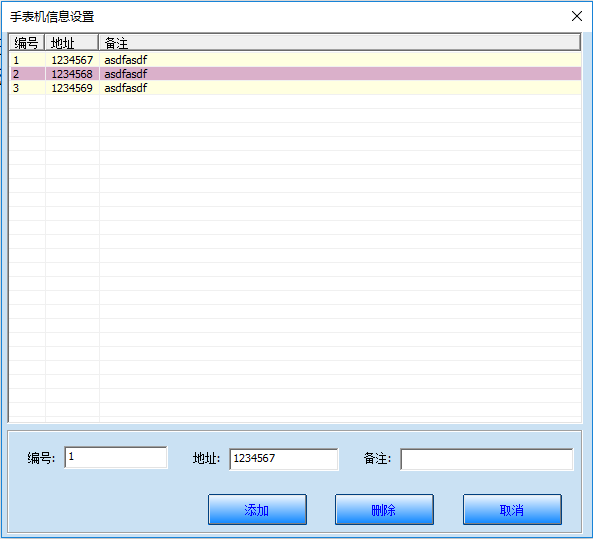 手表机信息设置
编号 地址 备注
1 1234567 asdfasdf
2 1234568 asdfasdf
3 1234569 asdfasdf
编号: 1 地址: 1234567 备注:
添加 删除 取消